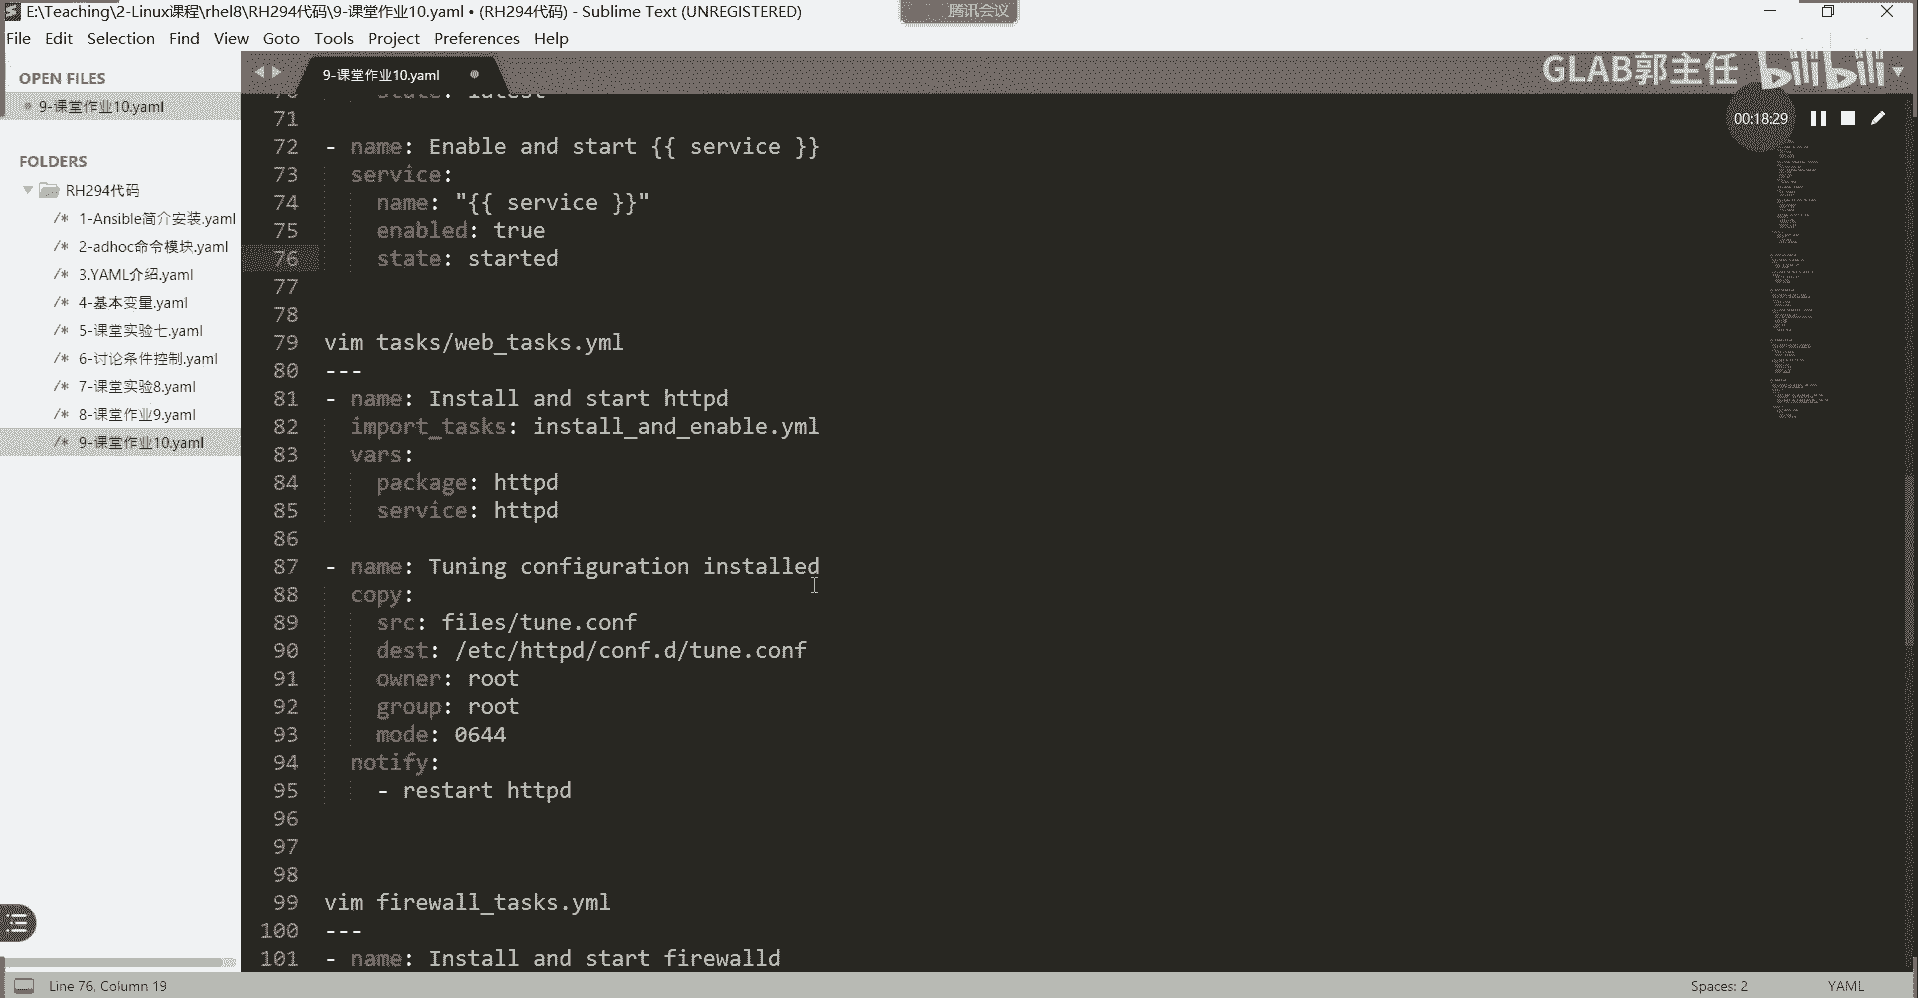 E:\Teaching\2-Linux课程\rhel8\RH294代码\9-课堂作业10.yaml • (RH294代码) - Sublime Text (UNREGISTERED)
腾讯会议
File Edit Selection Find View Goto Tools Project Preferences Help
OPEN FILES
9-课堂作业10.yaml
FOLDERS
RH294代码
/* 1-Ansible简介安装.yaml
/* 2-adhoc命令模块.yaml
/* 3.YAML介绍.yaml
/* 4-基本变量.yaml
/* 5-课堂实验七.yaml
/* 6-讨论条件控制.yaml
/* 7-课堂实验8.yaml
/* 8-课堂作业9.yaml
/* 9-课堂作业10.yaml
9-课堂作业10.yaml
GLAB郭主任 bilibili
00:18:29
70 state: latest
71
72 - name: Enable and start {{ service }}
73 service:
74 name: "{{ service }}"
75 enabled: true
76 state: started
77
78
79 vim tasks/web_tasks.yml
80 ---
81 - name: Install and start httpd
82 import_tasks: install_and_enable.yml
83 vars:
84 package: httpd
85 service: httpd
86
87 - name: Tuning configuration installed
88 copy:
89 src: files/tune.conf
90 dest: /etc/httpd/conf.d/tune.conf
91 owner: root
92 group: root
93 mode: 0644
94 notify:
95 - restart httpd
96
97
98
99 vim firewall_tasks.yml
100 ---
101 - name: Install and start firewalld
Line 76, Column 19
Spaces: 2
YAML